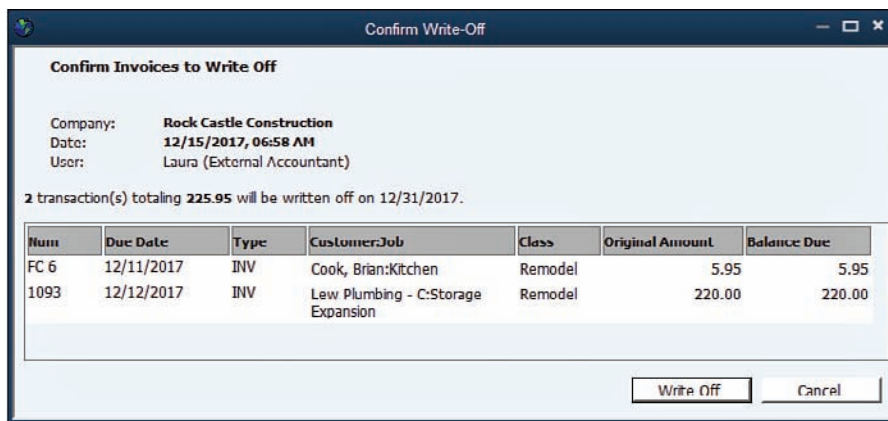 Confirm Write-Off
Confirm Invoices to Write Off
Company: Rock Castle Construction
Date: 12/15/2017, 06:58 AM
User: Laura (External Accountant)
2 transaction(s) totaling 225.95 will be written off on 12/31/2017.
Num Due Date Type Customer:Job Class Original Amount Balance Due
FC 6 12/11/2017 INV Cook, Brian:Kitchen Remodel 5.95 5.95
1093 12/12/2017 INV Lew Plumbing - C:Storage Remodel 220.00 220.00
Expansion
Write Off Cancel